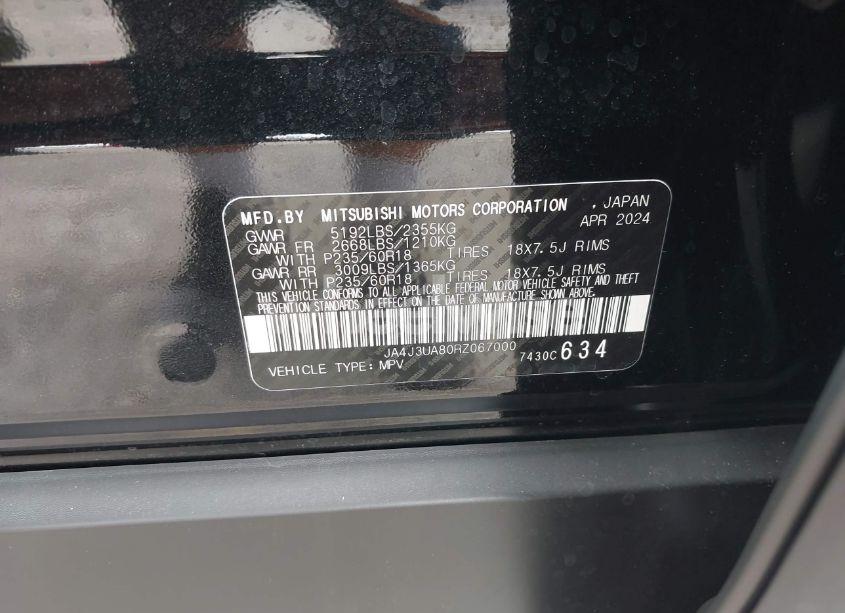 MFD.BY MITSUBISHI MOTORS CORPORATION , JAPAN
APR 2024
GVWR 5192LBS/2355KG
GAWR FR 2668LBS/1210KG
WITH P235/60R18 TIRES, 18X7.5J RIMS
GAWR RR 3009LBS/1365KG
WITH P235/60R18 TIRES, 18X7.5J RIMS
THIS VEHICLE CONFORMS TO ALL APPLICABLE FEDERAL MOTOR VEHICLE SAFETY AND THEFT
PREVENTION STANDARDS IN EFFECT ON THE DATE OF MANUFACTURE SHOWN ABOVE.
JA4J3UA80RZ067000
7430C 634
VEHICLE TYPE: MPV